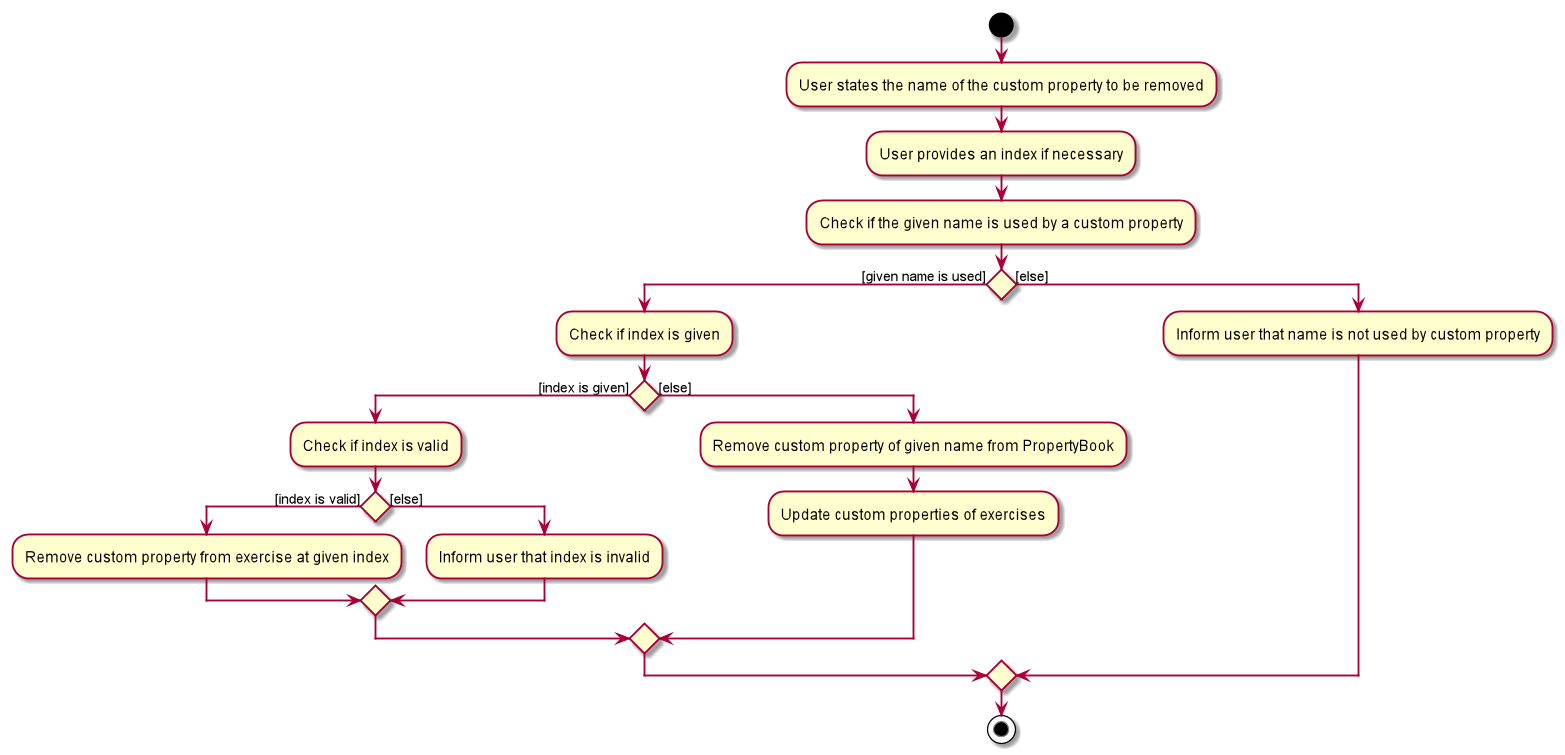 User states the name of the custom property to be removed
User provides an index if necessary
Check if the given name is used by a custom property
[given name is used]
[else]
Check if index is given
Inform user that name is not used by custom property
[index is given]
[else]
Check if index is valid
Remove custom property of given name from PropertyBook
[index is valid]
[else]
Update custom properties of exercises
Remove custom property from exercise at given index
Inform user that index is invalid